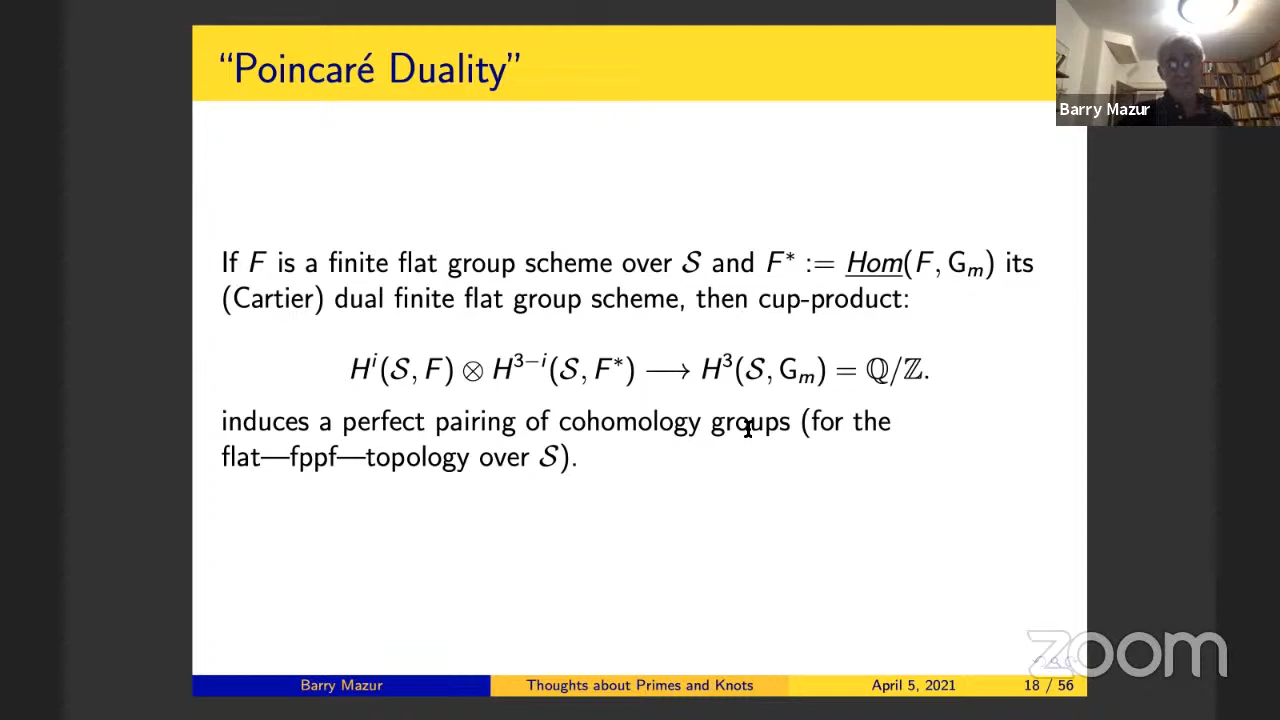 “Poincaré Duality”
Barry Mazur
If F is a finite flat group scheme over 𝒮 and F* := Hom(F, G_m) its
(Cartier) dual finite flat group scheme, then cup-product:
H^i(𝒮, F) ⊗ H^{3−i}(𝒮, F*) ⟶ H^3(𝒮, G_m) = ℚ/ℤ.
induces a perfect pairing of cohomology groups (for the
flat—fppf—topology over 𝒮).
zoom
Barry Mazur Thoughts about Primes and Knots April 5, 2021 18 / 56